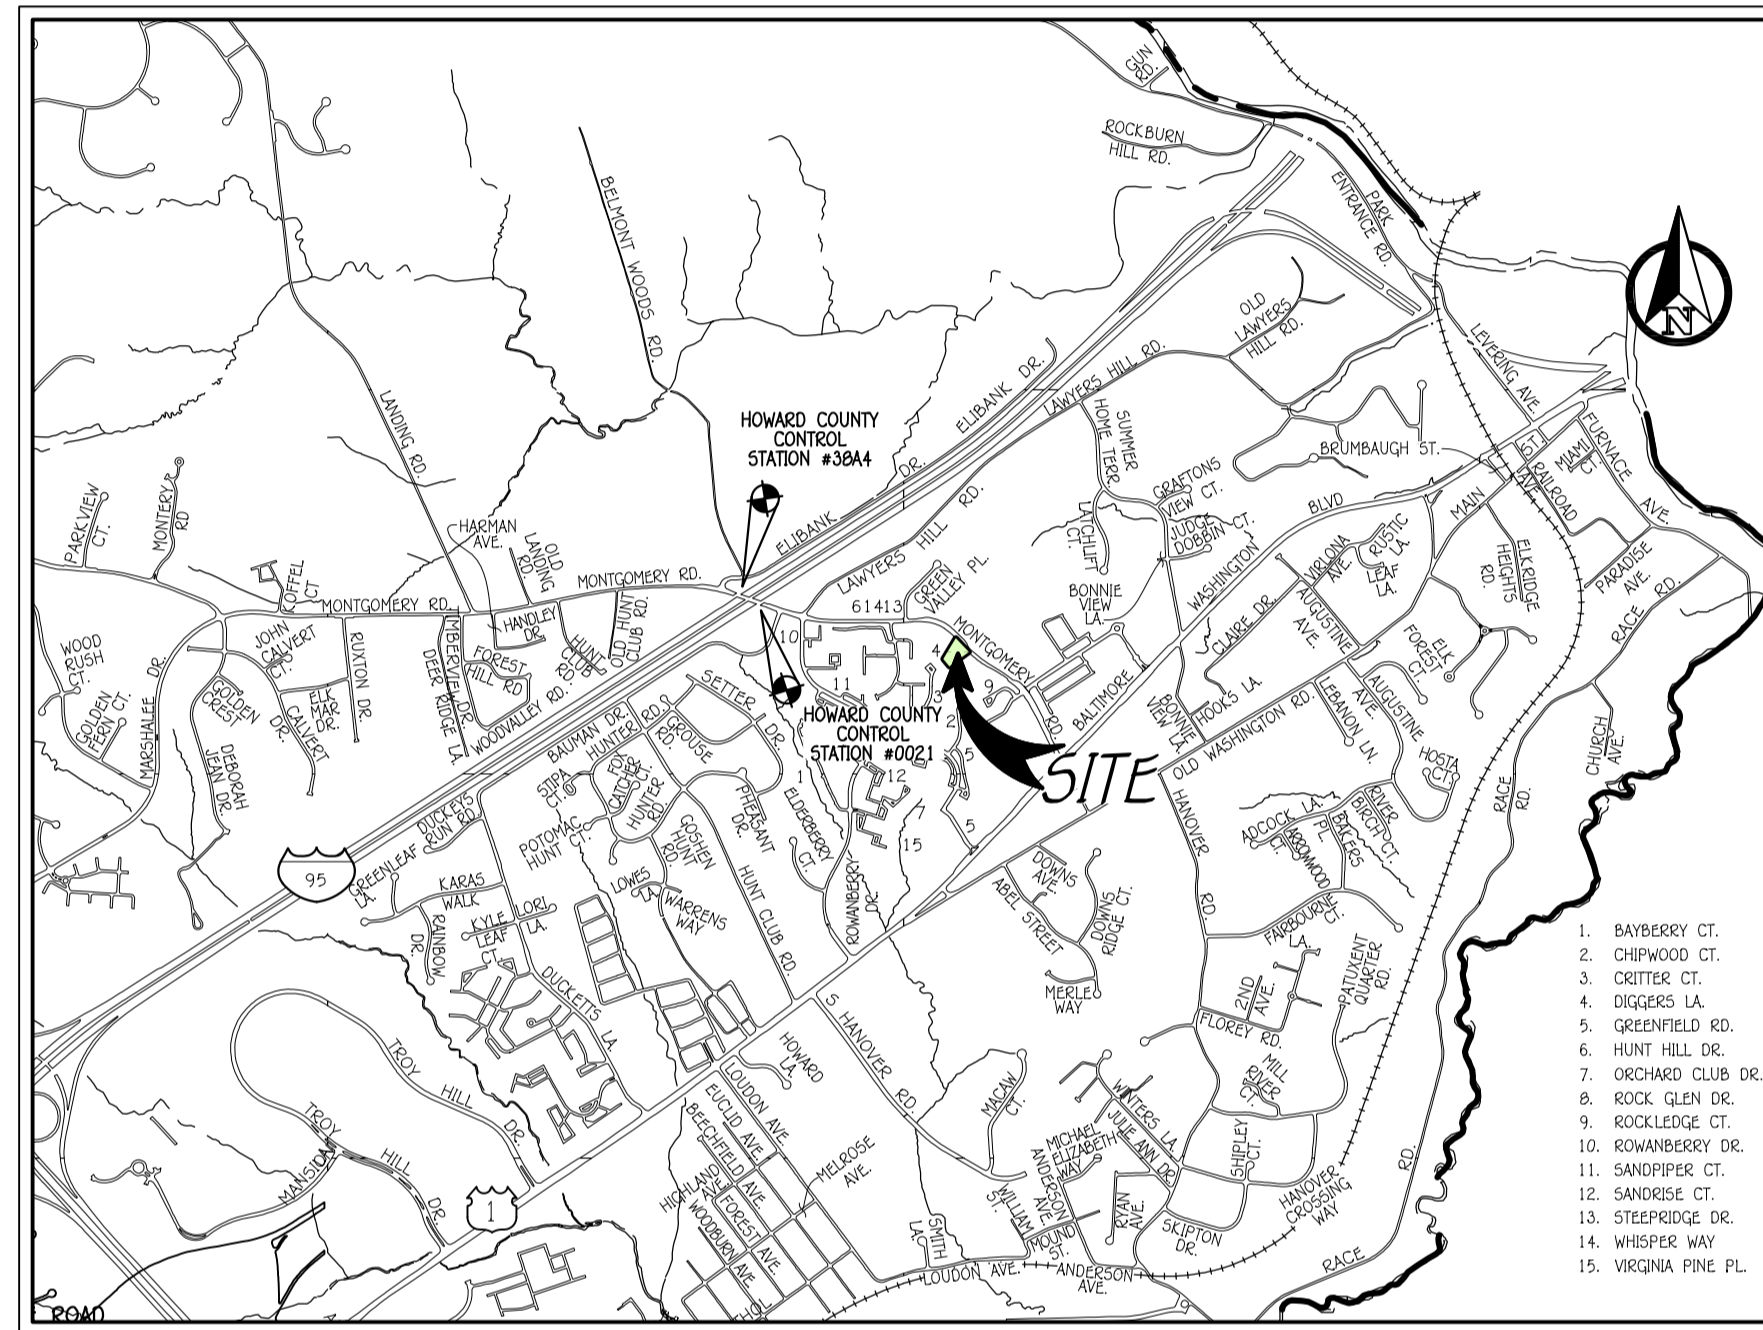 GUN
RD.
ROCKBURN
HILL RD.
PARK
ENTRANCE RD.
BELMONT WOODS RD.
OLD
LAWYERS
HILL RD.
LEVERING AVE.
N
LANDING RD.
HOWARD COUNTY
CONTROL
STATION #38A4
ELIBANK DR.
LAWYERS HILL RD.
SUMMER
HOME TERR
BRUMBAUGH ST.
ST.
RAILROAD
AVE
MIAMI
CT.
FURNACE
AVE.
MAIN
PARKVIEW
CT.
MONTERY
RD
HARMAN
AVE.
OLD
LANDING
RD.
ELIBANK DR.
LAWYERS HILL RD.
GREEN
VALLEY PL.
GRAFTONS
VIEW CT.
JUDGE
DOBBIN CT.
LATCHLIFT
CT.
WASHINGTON BLVD
VIRLONA
AVE.
RUSTIC
LEAF
LA.
LA.
ELKRIDGE
HEIGHTS
RD.
PARADISE
AVE.
RACE RD.
KOFFEL
CT
MONTGOMERY RD.
MONTGOMERY RD.
61413
BONNIE
VIEW
LA.
CLAIRE DR.
AUGUSTINE
AVE.
ELK
FOREST
CT.
WOOD
RUSH
CT.
GOLDEN
FERN CT.
MARSHALEE DR.
JOHN
CALVERT
CT.
RUXTON DR.
TIMBERVIEW DR.
DEER RIDGE LA.
HANDLEY
DR.
FOREST
HILL RD
HUNT
CLUB
RD
OLD HUNT
CLUB RD.
WOODVALLEY RD.
10
4
MONTGOMERY
RD.
9
3
11
2
GOLDEN
CREST
ELK
MAR
DR.
CALVERT
DR.
DEBORAH
JEAN DR.
SETTER DR.
BAUMAN DR.
HUNTER RD
GROUSE
RD.
HOWARD COUNTY
CONTROL
STATION #0021
BALTIMORE
BONNIE
VIEW LA.
HOOKS LA.
OLD WASHINGTON RD.
LEBANON LN.
AUGUSTINE
AVE.
HOSTA
CT.
CHURCH
AVE.
SITE
STIPA
CT.
FOX
CATCHER
CT.
HUNTER
RD.
PHEASANT
DR.
1
ELDERBERRY
CT.
12
5
7
5
15
RACE
RD.
DUCKEYS
RUN RD.
POTOMAC
HUNT CT.
GOSHEN
HUNT
RD.
HANOVER
RD.
ADCOCK LA.
CT.
ARROWWOOD
BAKERS
PL
RIVER
BIRCH CT.
95
GREENLEAF
LA.
KARAS
WALK
LOWES
LA
WARRENS
WAY
HUNT CLUB RD.
ROWANBERRY
DR.
DOWNS
AVE.
ABEL STREET
DOWNS
RIDGE CT.
FAIRBOURNE
CT.
LA.
RAINBOW
DR.
KYLE
LEAF
CT.
LORI
LA.
DUCKETTS
LA.
MERLE
WAY
2ND
AVE.
PATUXENT
QUARTER
RD.
FLOREY RD.
TROY HILL DR.
HOWARD
LA.
S HANOVER RD.
MACAW
CT.
MILL
RIVER
CT.
WINTERS LA.
JULIE ANN DR.
MICHAEL
ELIZABETH
WAY
SHIPLEY
CT.
LOUDON AVE.
EUCLID AVE.
BEECHFIELD AVE.
MELROSE
AVE.
TROY HILL DR.
MANSION
HIGHLAND
AVE
FOREST AVE.
WOODBURN AVE.
ANDERSON
AVE.
WILLIAM
ST.
MOUND
ST.
RYAN
AVE.
SKIPTON
DR.
HANOVER
CROSSING
WAY
RD.
1
SMITH
LA
LOUDON AVE.
ANDERSON
AVE.
RACE
ROAD
1. BAYBERRY CT.
2. CHIPWOOD CT.
3. CRITTER CT.
4. DIGGERS LA.
5. GREENFIELD RD.
6. HUNT HILL DR.
7. ORCHARD CLUB DR.
8. ROCK GLEN DR.
9. ROCKLEDGE CT.
10. ROWANBERRY DR.
11. SANDPIPER CT.
12. SANDRISE CT.
13. STEEPRIDGE DR.
14. WHISPER WAY
15. VIRGINIA PINE PL.